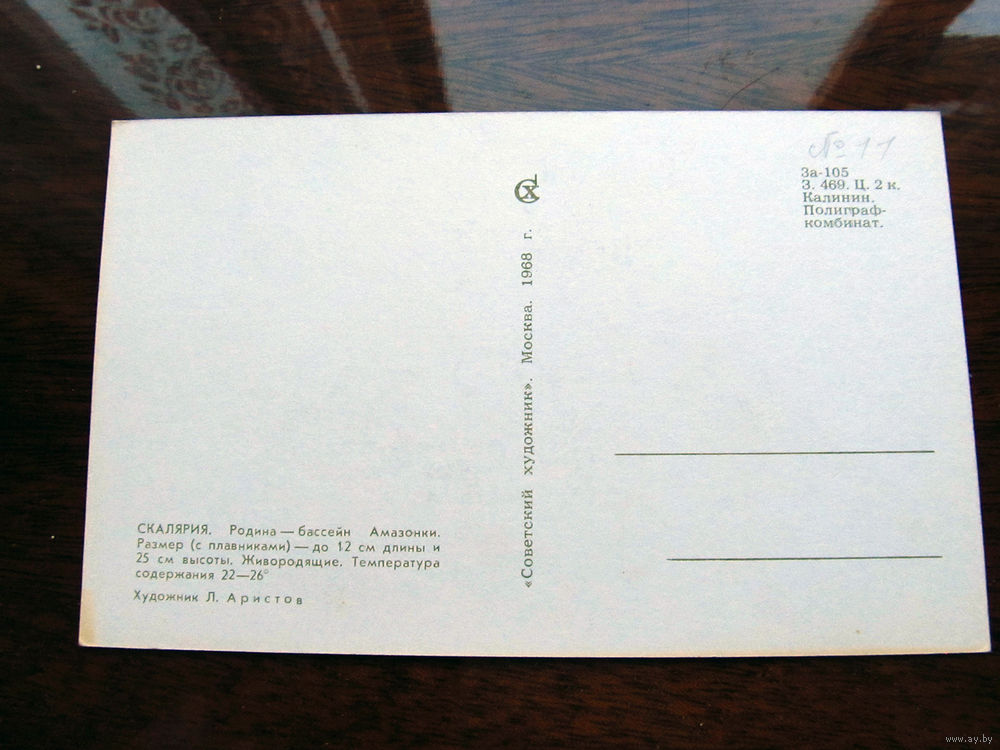 № 11
За-105
З. 469. Ц. 2 к.
Калинин.
Полиграф-
комбинат.
СХ
«Советский художник». Москва. 1968 г.
СКАЛЯРИЯ. Родина — бассейн Амазонки.
Размер (с плавниками) — до 12 см длины и
25 см высоты. Живородящие. Температура
содержания 22—26°
Художник Л. Аристов
www.ay.by